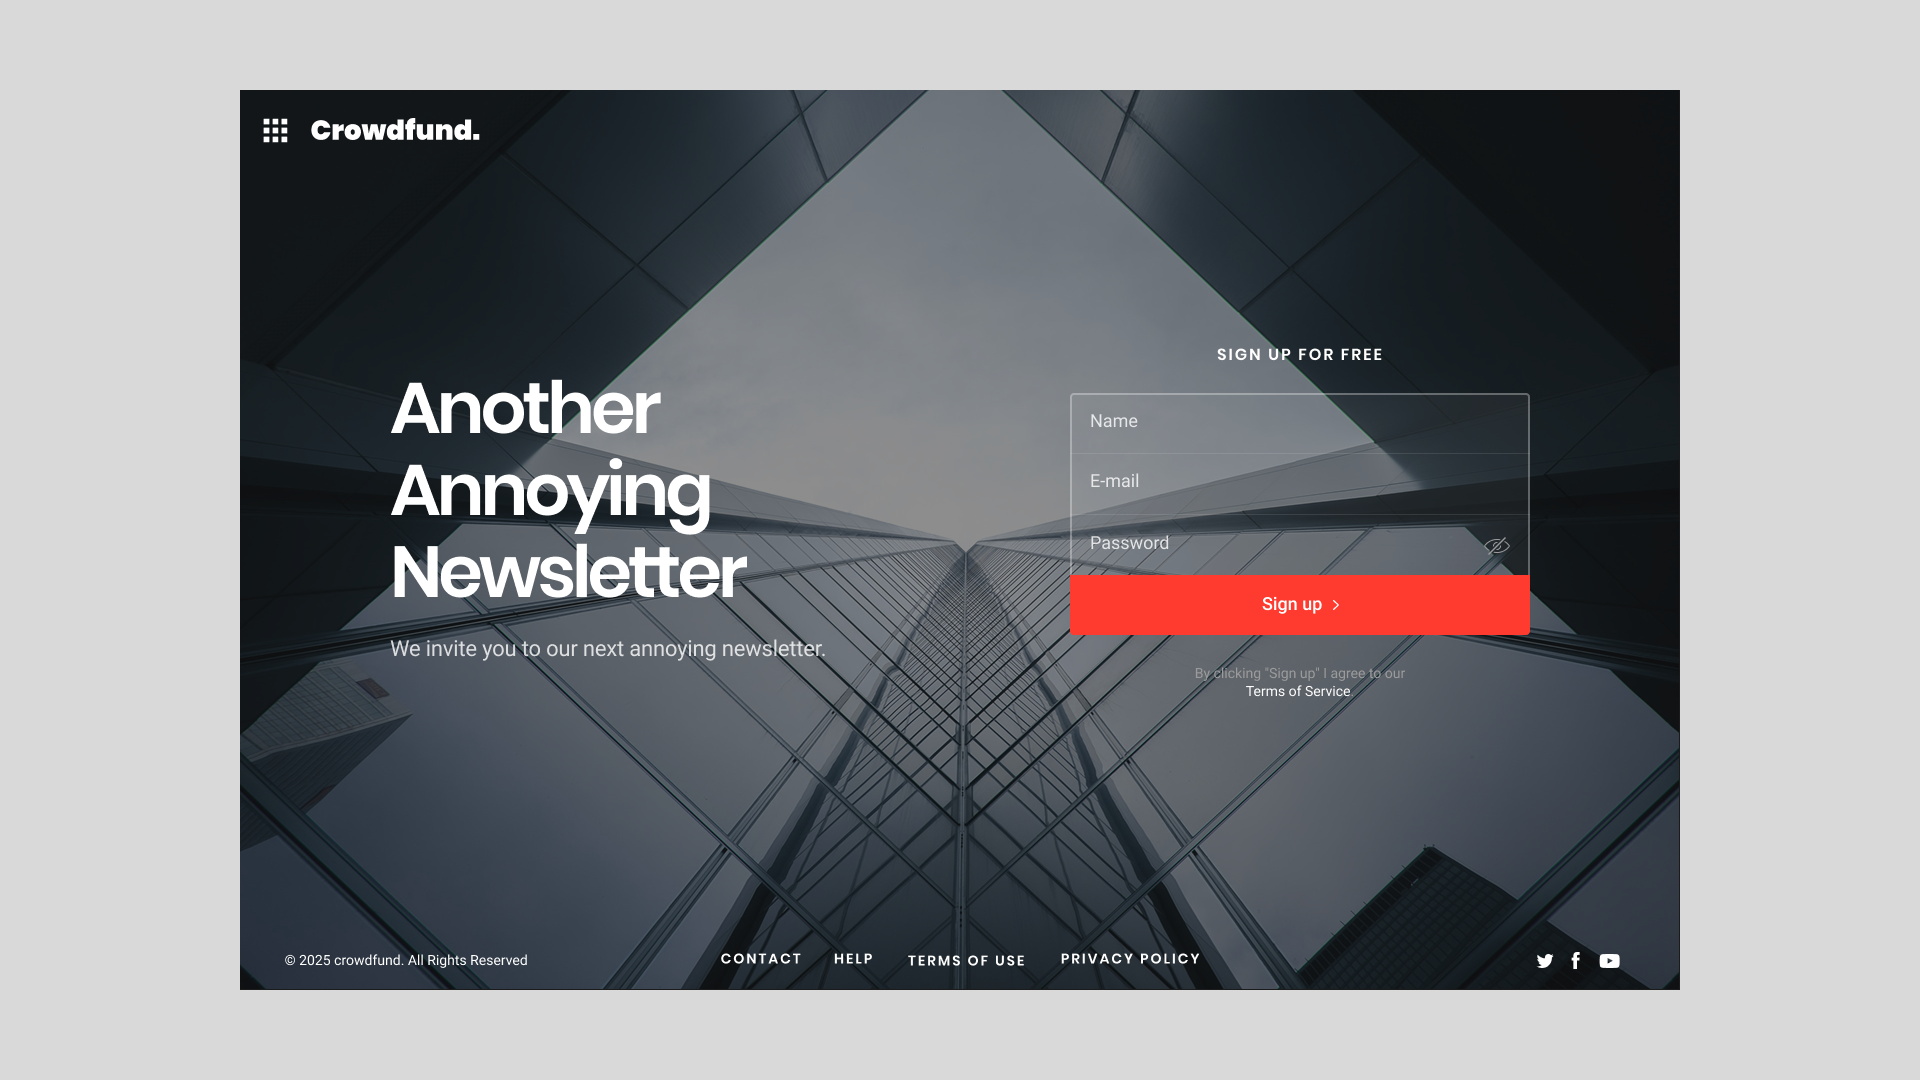 Crowdfund.
Another
Annoying
Newsletter
We invite you to our next annoying newsletter.
SIGN UP FOR FREE
Name
E-mail
Password
Sign up
By clicking "Sign up" I agree to our
Terms of Service
© 2025 crowdfund. All Rights Reserved
CONTACT
HELP
TERMS OF USE
PRIVACY POLICY